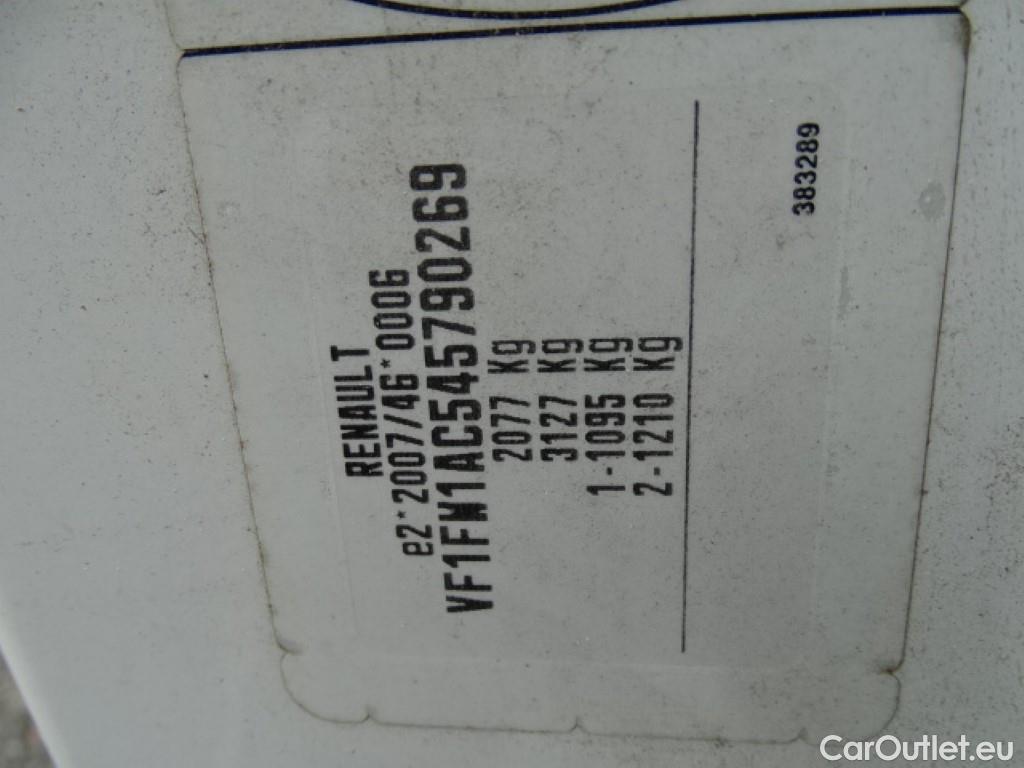 RENAULT
e2*2007/46*0006
VF1FW1AC545790269
2077 Kg
3127 Kg
1-1095 Kg
2-1210 Kg
383289
CarOutlet.eu